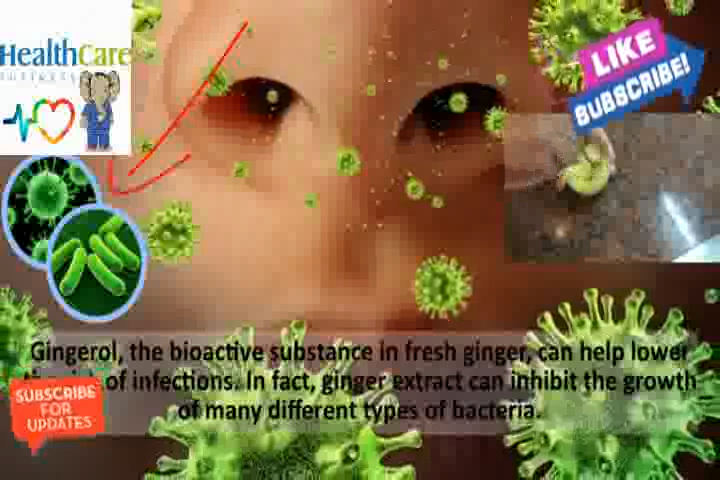 HealthCare
LIKE
SUBSCRIBE!
Gingerol, the bioactive substance in fresh ginger, can help lower
of infections. In fact, ginger extract can inhibit the growth
of many different types of bacteria.
SUBSCRIBE
FOR
UPDATES